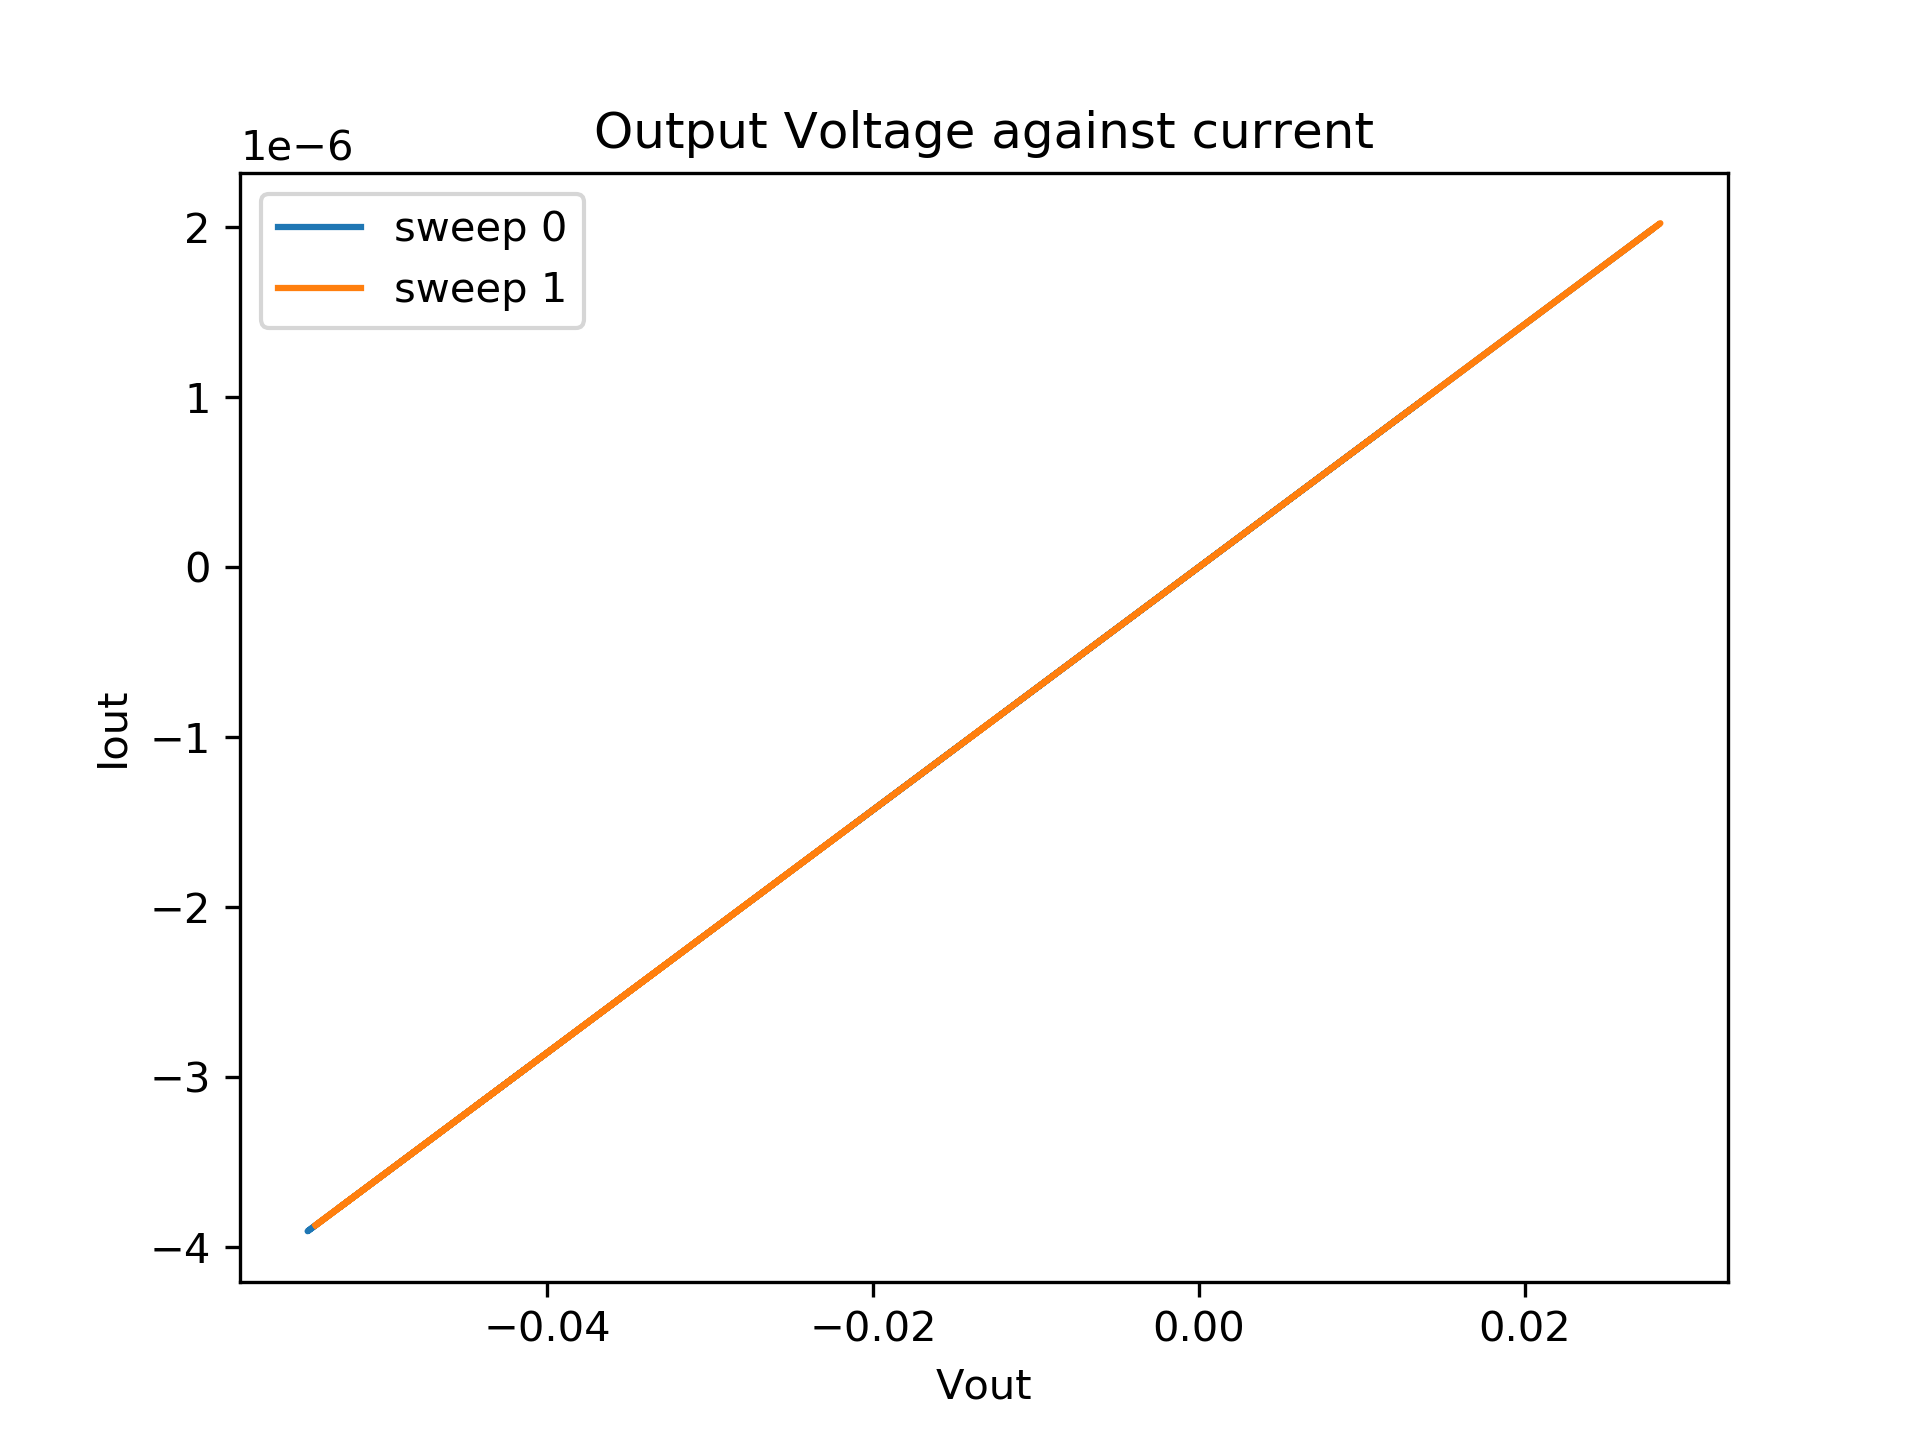 Output Voltage against current
1e−6
sweep 0
sweep 1
2
1
0
−1
−2
−3
−4
Iout
−0.04
−0.02
0.00
0.02
Vout